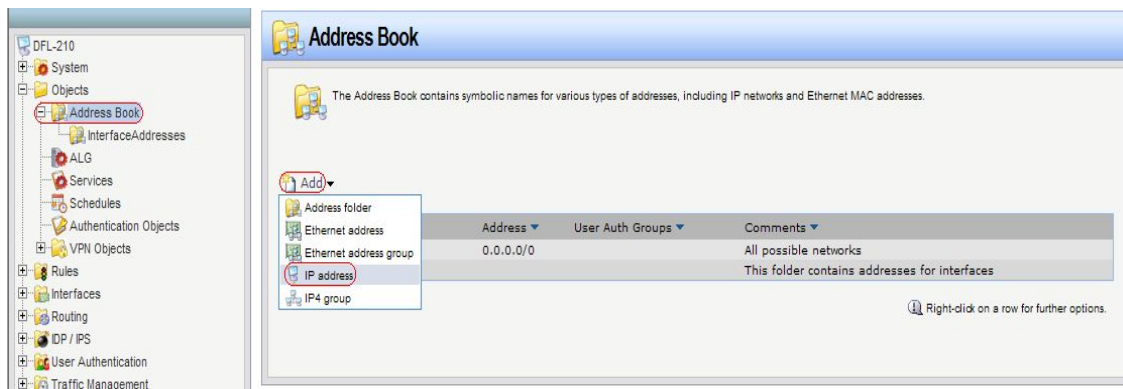 DFL-210
System
Objects
Address Book
InterfaceAddresses
ALG
Services
Schedules
Authentication Objects
VPN Objects
Rules
Interfaces
Routing
IDP / IPS
User Authentication
Traffic Management
Address Book
The Address Book contains symbolic names for various types of addresses, including IP networks and Ethernet MAC addresses.
Add
Address folder
Ethernet address
Ethernet address group
IP address
IP4 group
Address User Auth Groups Comments
0.0.0.0/0 All possible networks
This folder contains addresses for interfaces
Right-click on a row for further options.